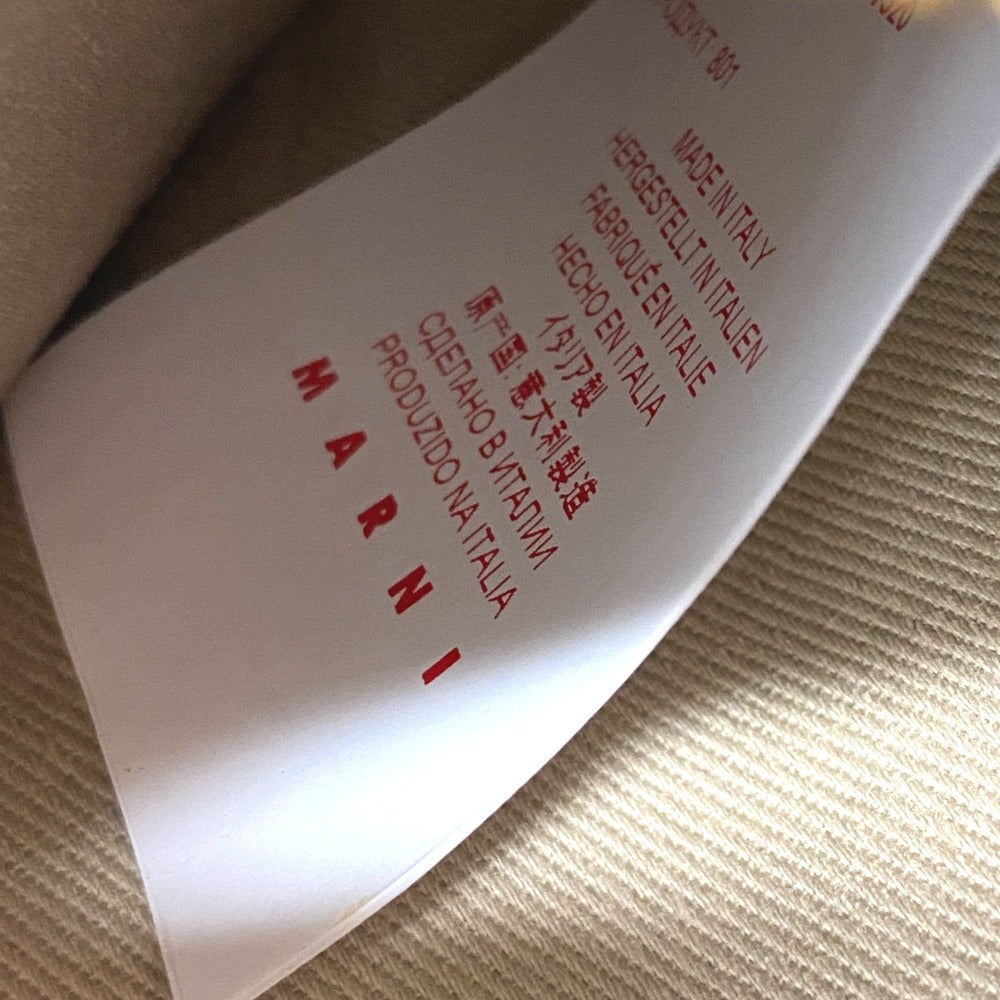 801
MADE IN ITALY
HERGESTELLT IN ITALIEN
FABRIQUÉ EN ITALIE
HECHO EN ITALIA
イタリア製
原产国:意大利製造
СДЕЛАНО В ИТАЛИИ
PRODUZIDO NA ITALIA
MARNI